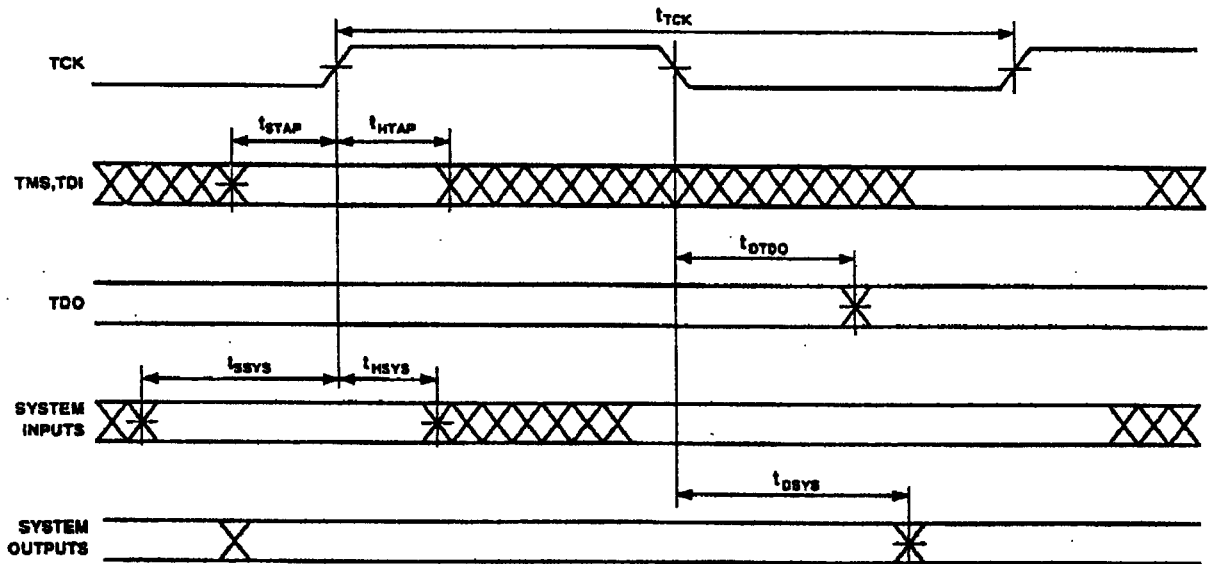 tTCK
TCK
tSTAP
tHTAP
TMS,TDI
tDTDO
TDO
tSSYS
tHSYS
SYSTEM
INPUTS
tDSYS
SYSTEM
OUTPUTS